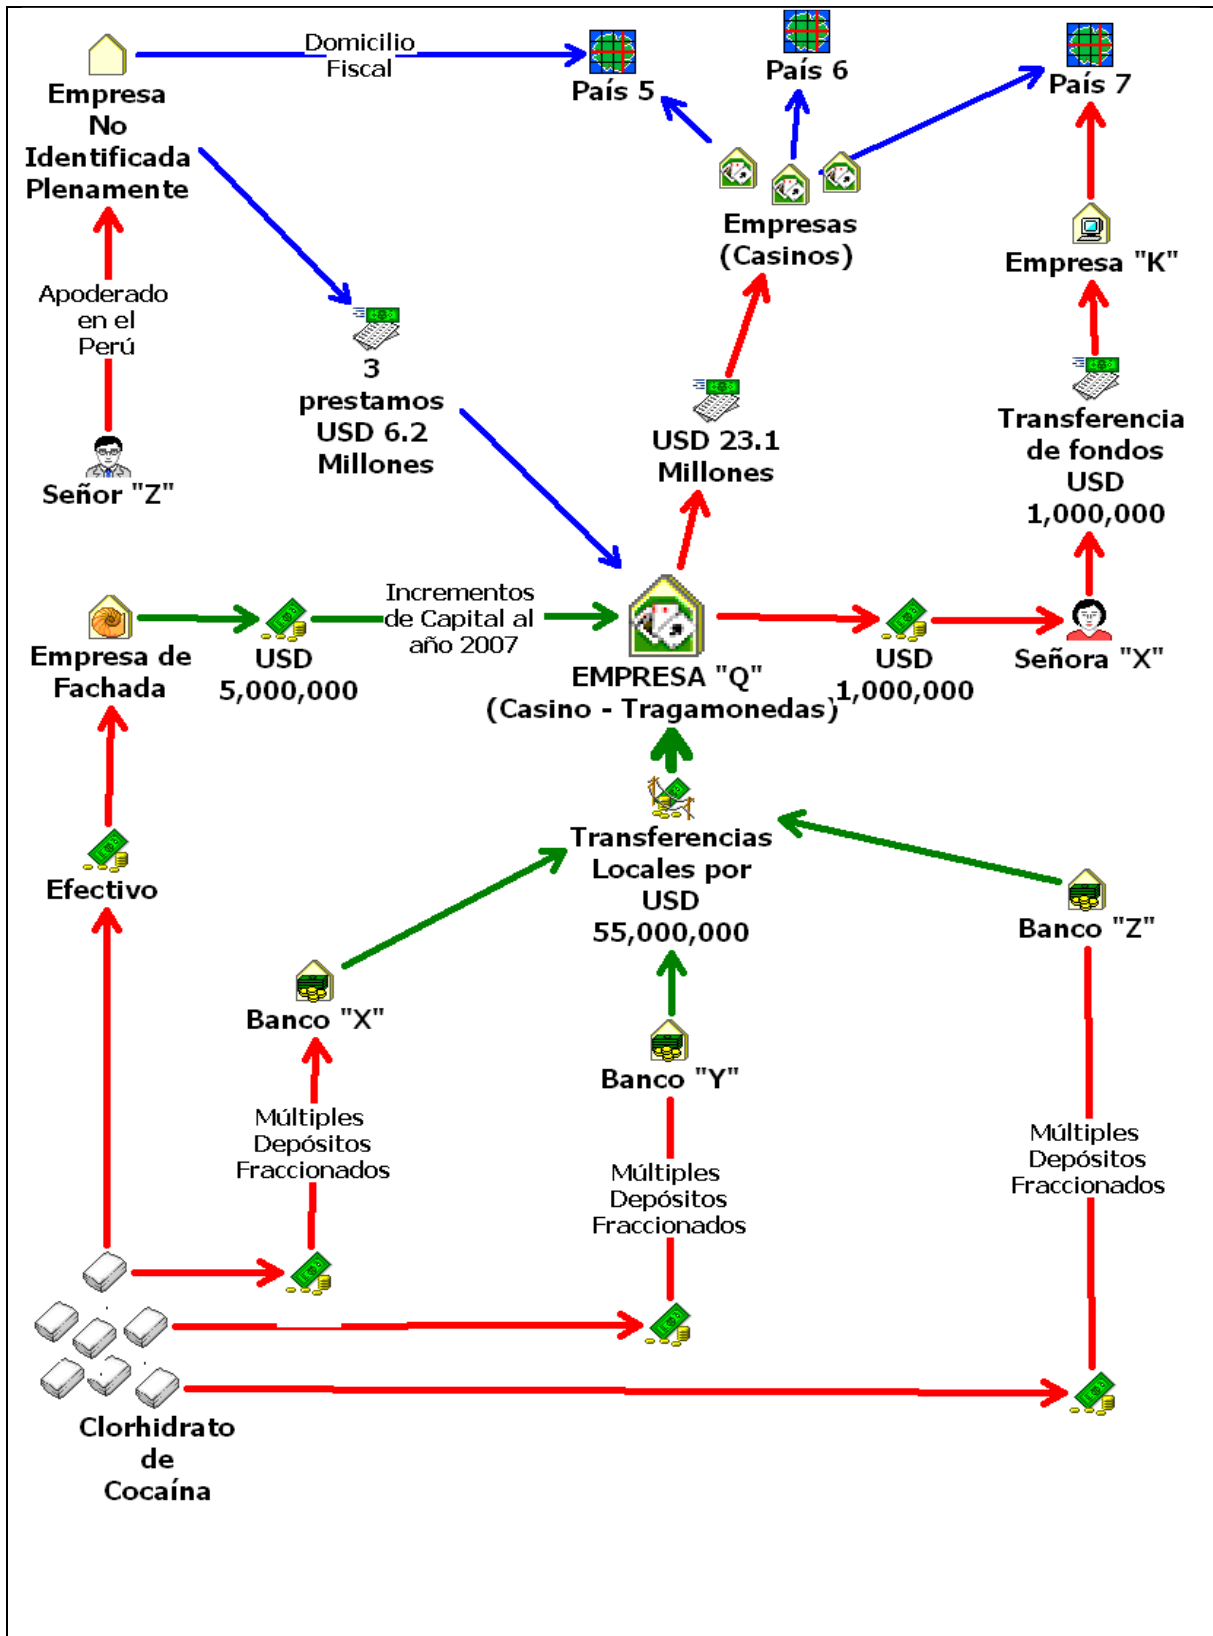 Domicilio
Fiscal
País 5
País 6
País 7
Empresa
No
Identificada
Plenamente
Empresas
(Casinos)
Empresa "K"
Apoderado
en el
Perú
3
prestamos
USD 6.2
Millones
USD 23.1
Millones
Transferencia
de fondos
USD
1,000,000
Señor "Z"
Incrementos
de Capital al
año 2007
Empresa de
Fachada
USD
5,000,000
EMPRESA "Q"
(Casino - Tragamonedas)
USD
1,000,000
Señora "X"
Efectivo
Transferencias
Locales por
USD
55,000,000
Banco "X"
Banco "Y"
Banco "Z"
Múltiples
Depósitos
Fraccionados
Múltiples
Depósitos
Fraccionados
Múltiples
Depósitos
Fraccionados
Clorhidrato
de
Cocaína